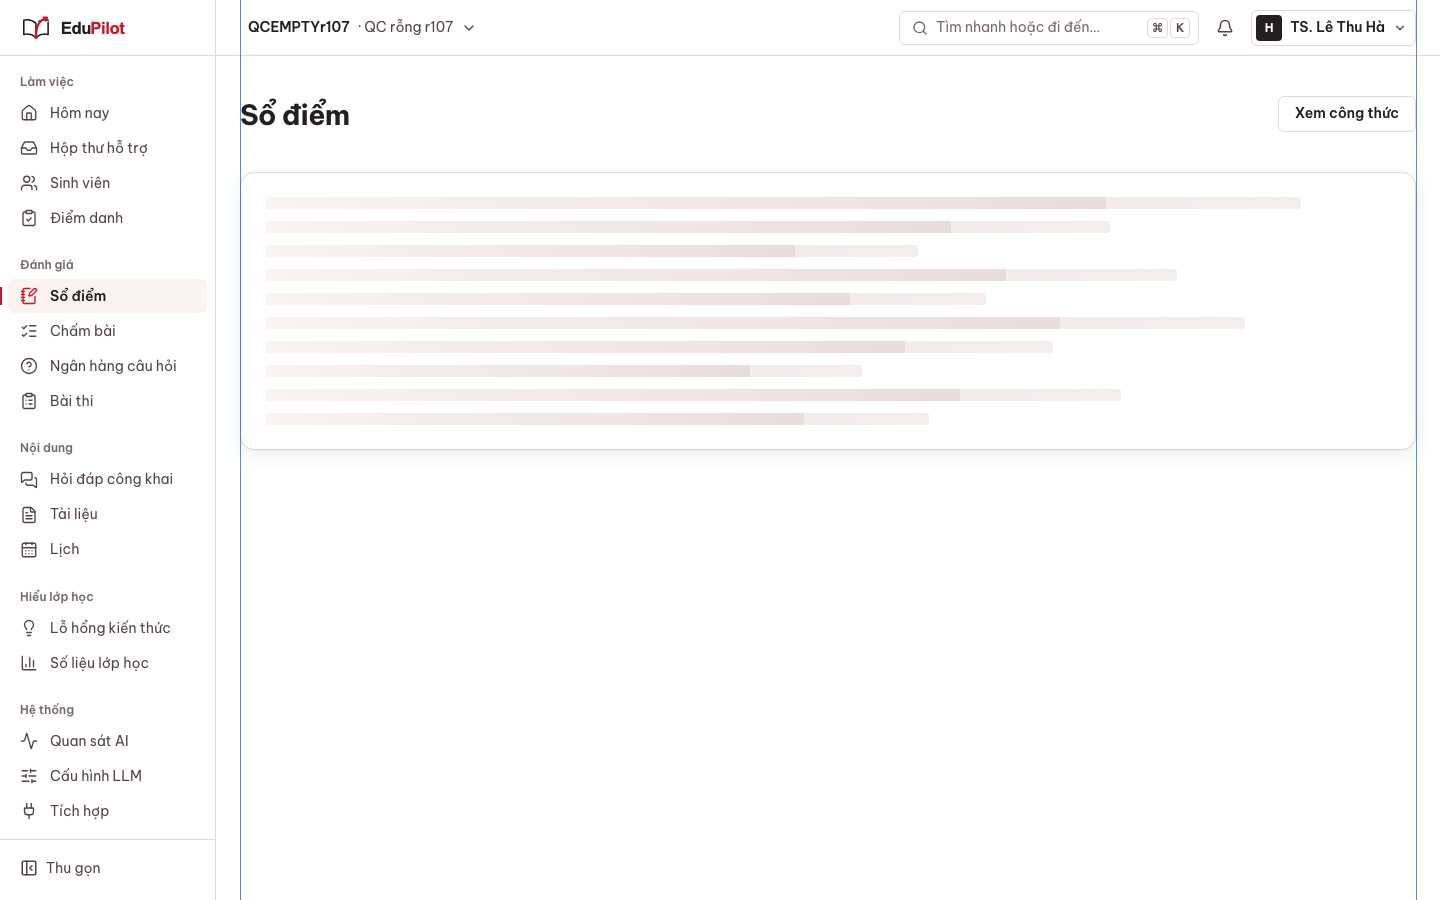 EduPilot
QCEMPTYr107 · QC rỗng r107
Tìm nhanh hoặc đi đến...
⌘ K
H TS. Lê Thu Hà
Làm việc
Hôm nay
Hộp thư hỗ trợ
Sinh viên
Điểm danh
Đánh giá
Sổ điểm
Chấm bài
Ngân hàng câu hỏi
Bài thi
Nội dung
Hỏi đáp công khai
Tài liệu
Lịch
Hiểu lớp học
Lỗ hổng kiến thức
Số liệu lớp học
Hệ thống
Quan sát AI
Cấu hình LLM
Tích hợp
Thu gọn
Sổ điểm
Xem công thức